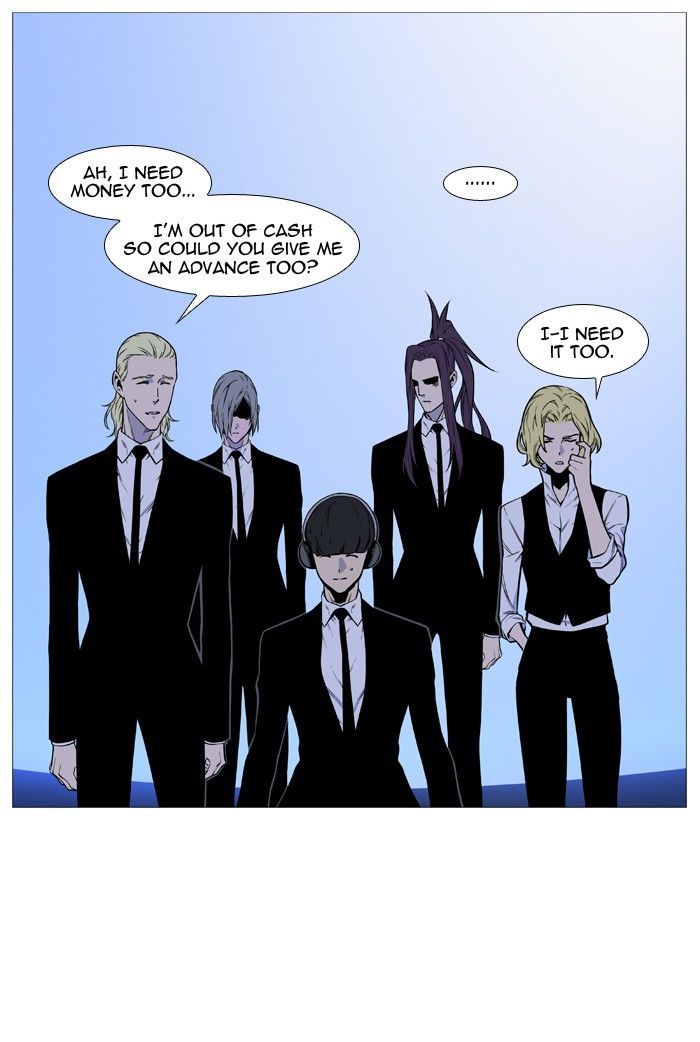 AH, I NEED
MONEY TOO...
I'M OUT OF CASH
SO COULD YOU GIVE ME
AN ADVANCE TOO?
......
I-I NEED
IT TOO.